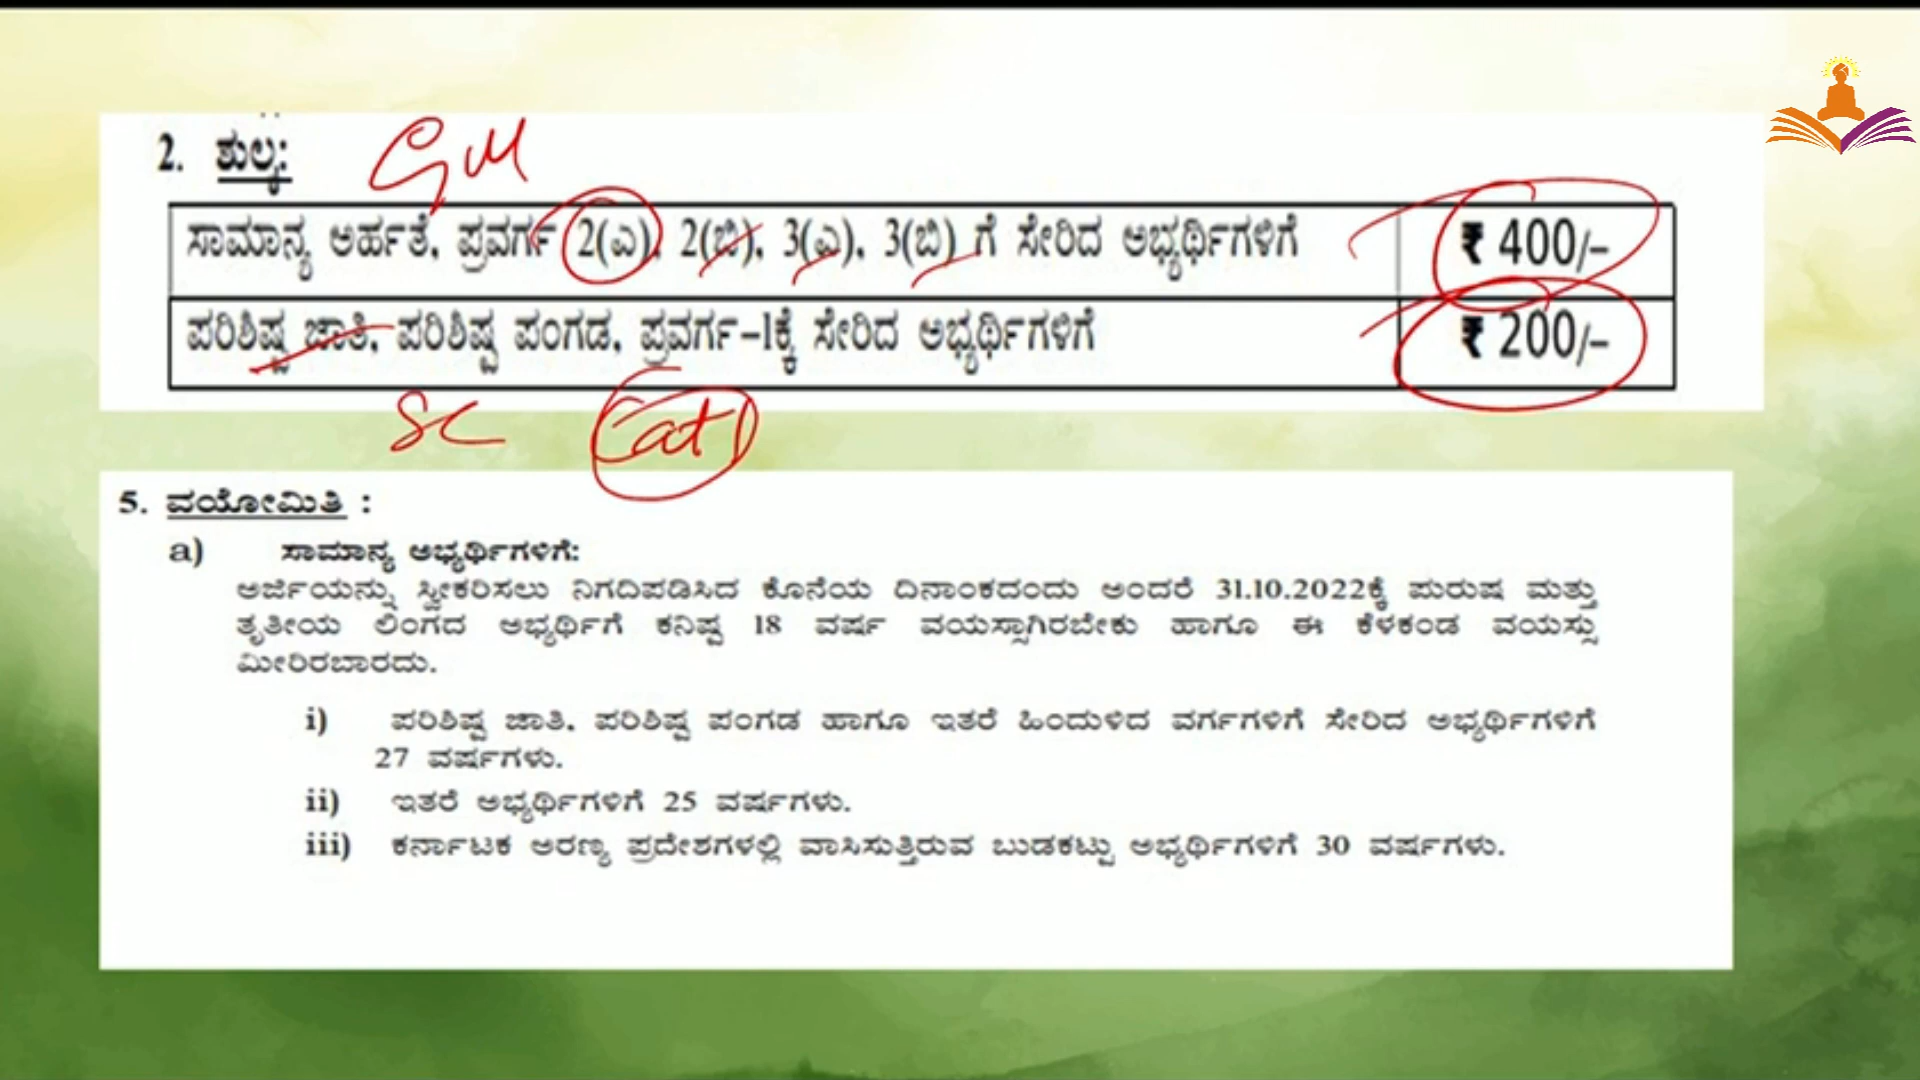 2. ಶುಲ್ಕ:
GM
ಸಾಮಾನ್ಯ ಅರ್ಹತೆ, ಪ್ರವರ್ಗ 2(ಎ), 2(ಬಿ), 3(ಎ), 3(ಬಿ) ಗೆ ಸೇರಿದ ಅಭ್ಯರ್ಥಿಗಳಿಗೆ ₹ 400/-
ಪರಿಶಿಷ್ಟ ಜಾತಿ, ಪರಿಶಿಷ್ಟ ಪಂಗಡ, ಪ್ರವರ್ಗ-1ಕ್ಕೆ ಸೇರಿದ ಅಭ್ಯರ್ಥಿಗಳಿಗೆ ₹ 200/-
SC Cat1
5. ವಯೋಮಿತಿ :
a) ಸಾಮಾನ್ಯ ಅಭ್ಯರ್ಥಿಗಳಿಗೆ:
ಅರ್ಜಿಯನ್ನು ಸ್ವೀಕರಿಸಲು ನಿಗದಿಪಡಿಸಿದ ಕೊನೆಯ ದಿನಾಂಕದಂದು ಅಂದರೆ 31.10.2022ಕ್ಕೆ ಪುರುಷ ಮತ್ತು
ತೃತೀಯ ಲಿಂಗದ ಅಭ್ಯರ್ಥಿಗೆ ಕನಿಷ್ಟ 18 ವರ್ಷ ವಯಸ್ಸಾಗಿರಬೇಕು ಹಾಗೂ ಈ ಕೆಳಕಂಡ ವಯಸ್ಸು
ಮೀರಿರಬಾರದು.
i) ಪರಿಶಿಷ್ಟ ಜಾತಿ, ಪರಿಶಿಷ್ಟ ಪಂಗಡ ಹಾಗೂ ಇತರೆ ಹಿಂದುಳಿದ ವರ್ಗಗಳಿಗೆ ಸೇರಿದ ಅಭ್ಯರ್ಥಿಗಳಿಗೆ
27 ವರ್ಷಗಳು.
ii) ಇತರೆ ಅಭ್ಯರ್ಥಿಗಳಿಗೆ 25 ವರ್ಷಗಳು.
iii) ಕರ್ನಾಟಕ ಅರಣ್ಯ ಪ್ರದೇಶಗಳಲ್ಲಿ ವಾಸಿಸುತ್ತಿರುವ ಬುಡಕಟ್ಟು ಅಭ್ಯರ್ಥಿಗಳಿಗೆ 30 ವರ್ಷಗಳು.